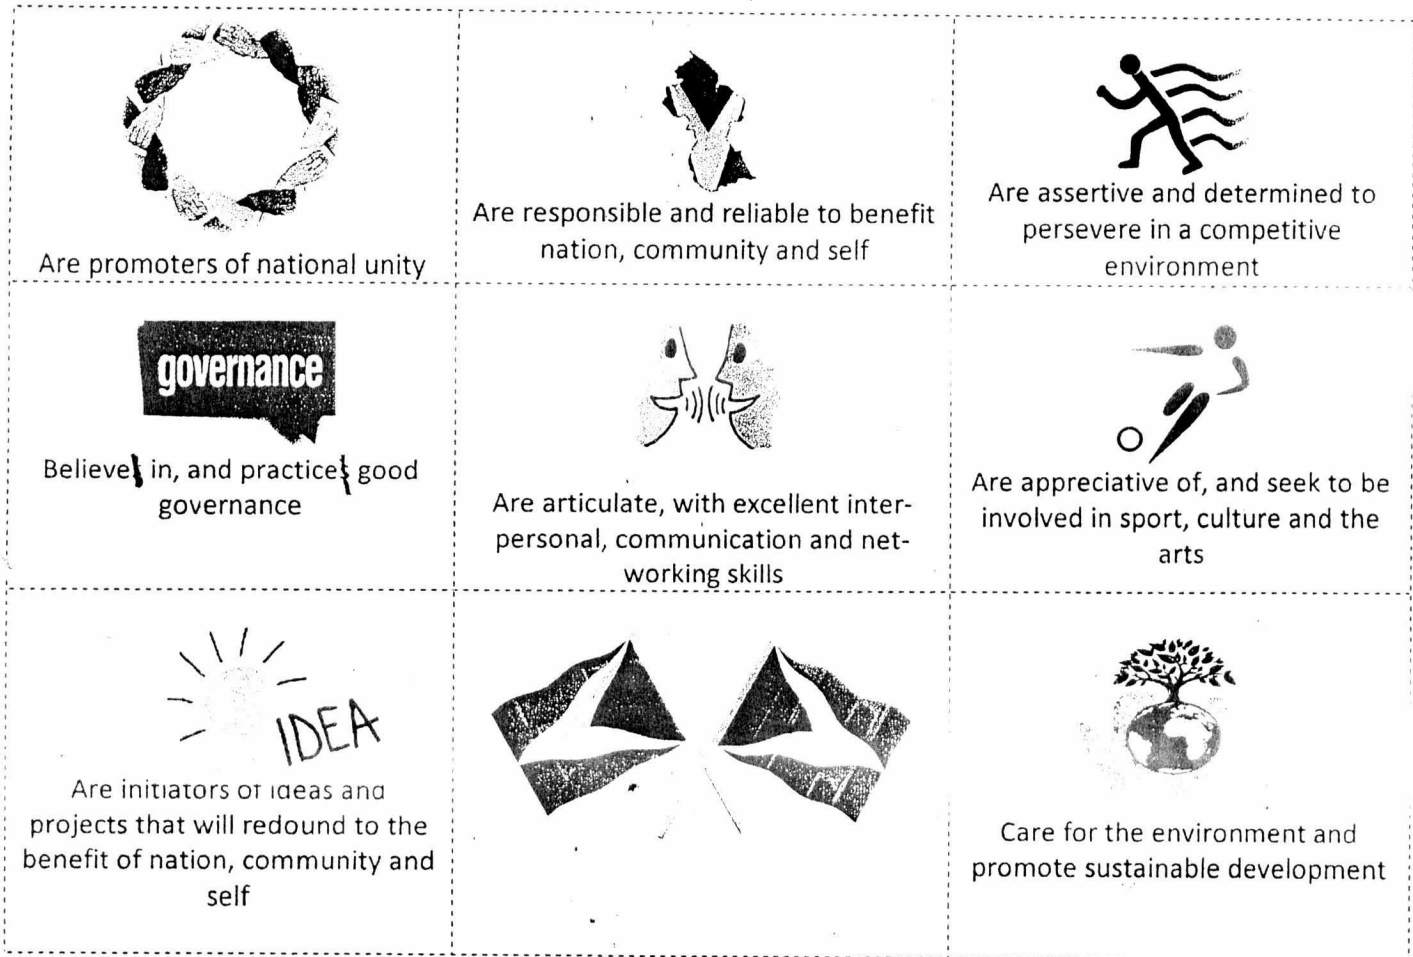 Are promoters of national unity
Are responsible and reliable to benefit
nation, community and self
Are assertive and determined to
persevere in a competitive
environment
governance
Believe in, and practice good
governance
Are articulate, with excellent inter-
personal, communication and net-
working skills
Are appreciative of, and seek to be
involved in sport, culture and the
arts
IDEA
Are initiators of ideas and
projects that will redound to the
benefit of nation, community and
self
Care for the environment and
promote sustainable development